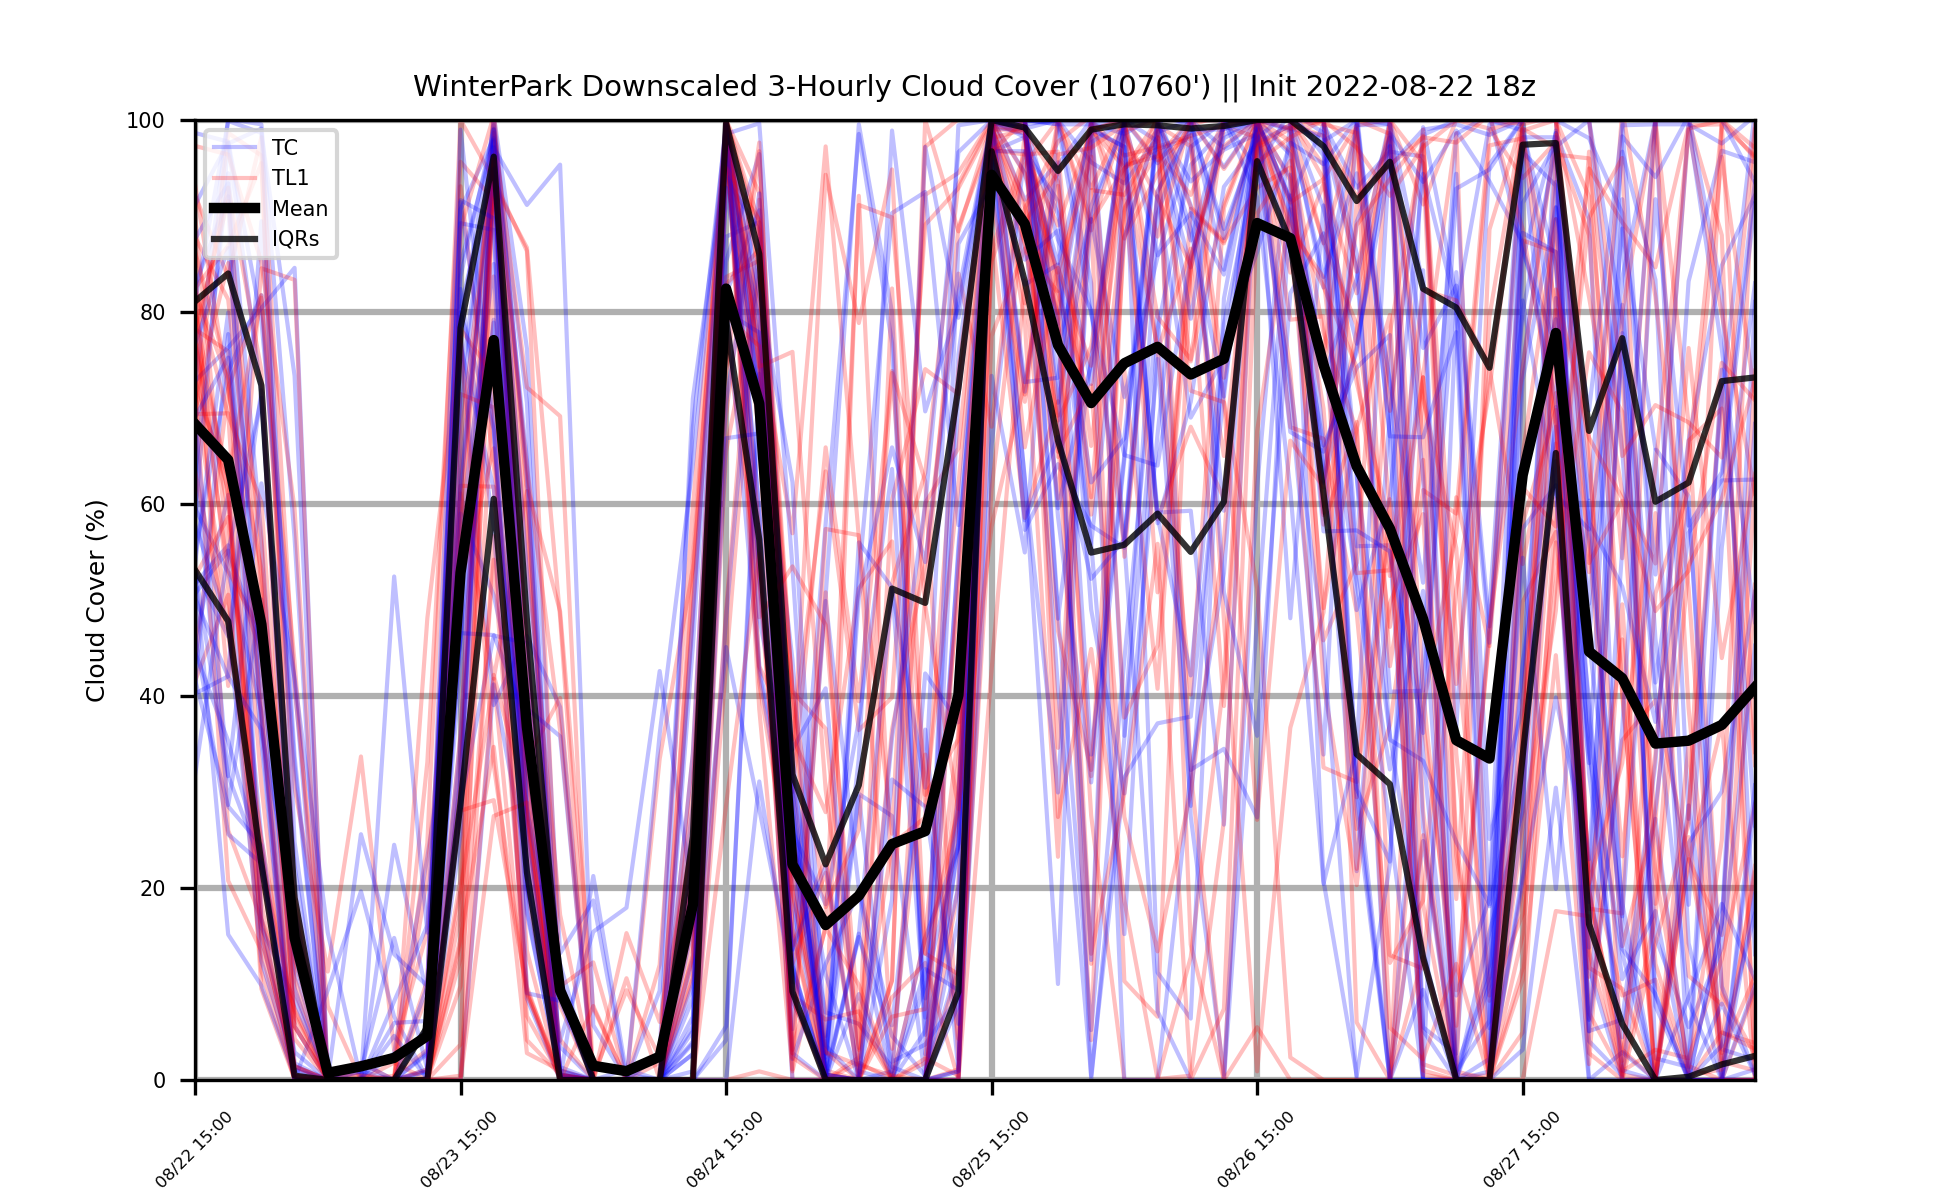 WinterPark Downscaled 3-Hourly Cloud Cover (10760') || Init 2022-08-22 18z
TC
TL1
Mean
IQRs
Cloud Cover (%)
100
80
60
40
20
0
08/22 15:00
08/23 15:00
08/24 15:00
08/25 15:00
08/26 15:00
08/27 15:00